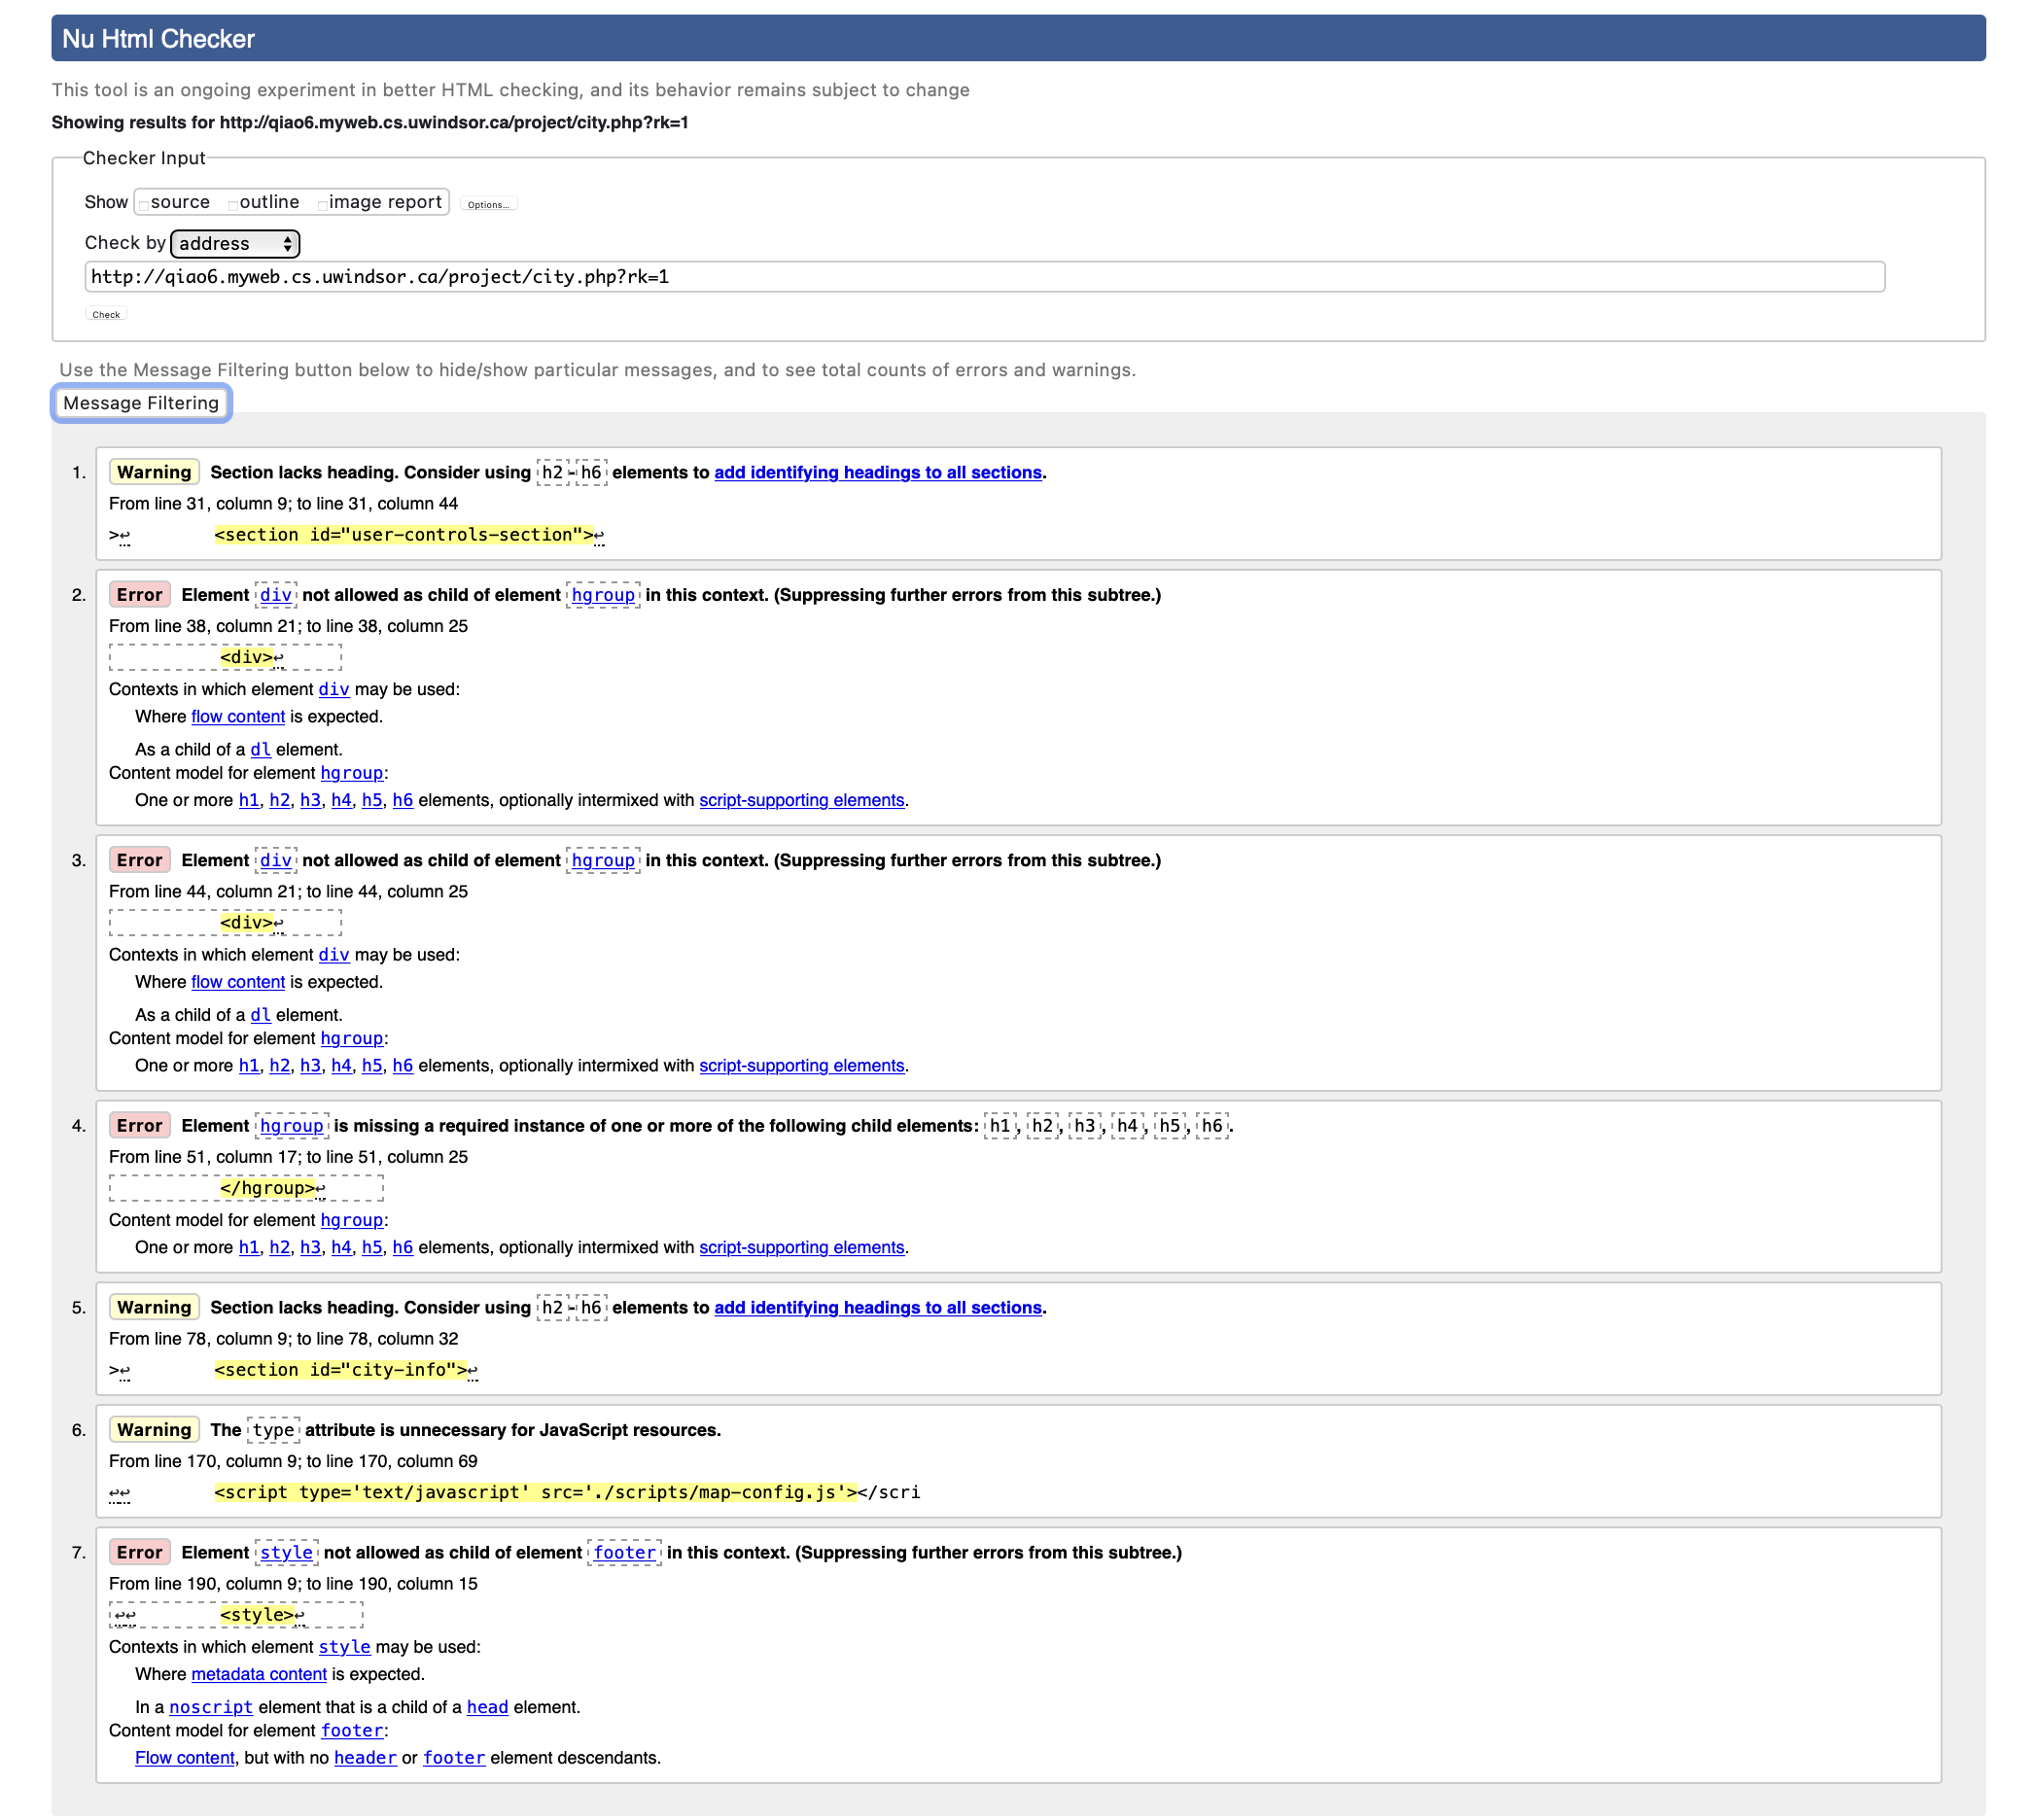 Nu Html Checker
This tool is an ongoing experiment in better HTML checking, and its behavior remains subject to change
Showing results for http://qiao6.myweb.cs.uwindsor.ca/project/city.php?rk=1
Checker Input
Show source outline image report Options...
Check by address
http://qiao6.myweb.cs.uwindsor.ca/project/city.php?rk=1
Check
Use the Message Filtering button below to hide/show particular messages, and to see total counts of errors and warnings.
Message Filtering
1. Warning Section lacks heading. Consider using h2-h6 elements to add identifying headings to all sections.
From line 31, column 9; to line 31, column 44
>↩ <section id="user-controls-section">↩
2. Error Element div not allowed as child of element hgroup in this context. (Suppressing further errors from this subtree.)
From line 38, column 21; to line 38, column 25
<div>↩
Contexts in which element div may be used:
Where flow content is expected.
As a child of a dl element.
Content model for element hgroup:
One or more h1, h2, h3, h4, h5, h6 elements, optionally intermixed with script-supporting elements.
3. Error Element div not allowed as child of element hgroup in this context. (Suppressing further errors from this subtree.)
From line 44, column 21; to line 44, column 25
<div>↩
Contexts in which element div may be used:
Where flow content is expected.
As a child of a dl element.
Content model for element hgroup:
One or more h1, h2, h3, h4, h5, h6 elements, optionally intermixed with script-supporting elements.
4. Error Element hgroup is missing a required instance of one or more of the following child elements: h1, h2, h3, h4, h5, h6.
From line 51, column 17; to line 51, column 25
</hgroup>↩
Content model for element hgroup:
One or more h1, h2, h3, h4, h5, h6 elements, optionally intermixed with script-supporting elements.
5. Warning Section lacks heading. Consider using h2-h6 elements to add identifying headings to all sections.
From line 78, column 9; to line 78, column 32
>↩ <section id="city-info">↩
6. Warning The type attribute is unnecessary for JavaScript resources.
From line 170, column 9; to line 170, column 69
↩↩ <script type='text/javascript' src='./scripts/map-config.js'></scri
7. Error Element style not allowed as child of element footer in this context. (Suppressing further errors from this subtree.)
From line 190, column 9; to line 190, column 15
↩↩ <style>↩
Contexts in which element style may be used:
Where metadata content is expected.
In a noscript element that is a child of a head element.
Content model for element footer:
Flow content, but with no header or footer element descendants.